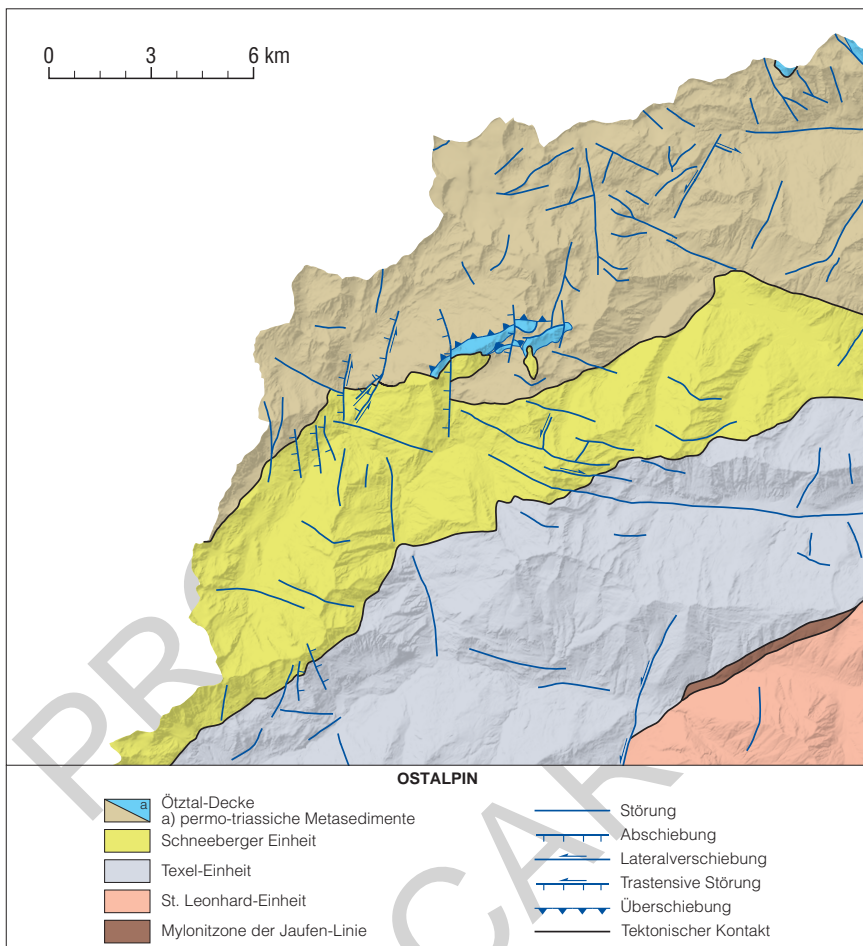 0 3 6 km
OSTALPIN
a
Ötztal-Decke
a) permo-triassiche Metasedimente
Schneeberger Einheit
Texel-Einheit
St. Leonhard-Einheit
Mylonitzone der Jaufen-Linie
Störung
Abschiebung
Lateralverschiebung
Trastensive Störung
Überschiebung
Tektonischer Kontakt